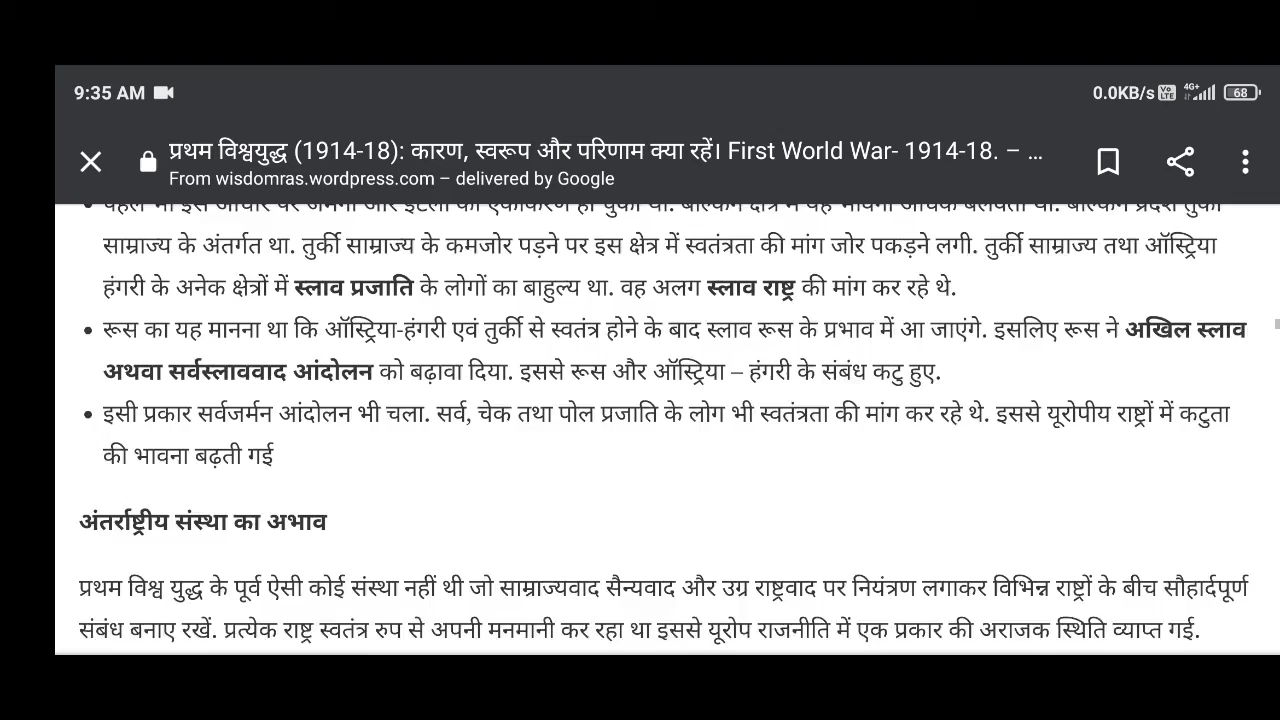 9:35 AM
0.0KB/s Vo LTE 4G+ 68
प्रथम विश्वयुद्ध (1914-18): कारण, स्वरूप और परिणाम क्या रहें। First World War- 1914-18. – ...
From wisdomras.wordpress.com – delivered by Google
साम्राज्य के अंतर्गत था. तुर्की साम्राज्य के कमजोर पड़ने पर इस क्षेत्र में स्वतंत्रता की मांग जोर पकड़ने लगी. तुर्की साम्राज्य तथा ऑस्ट्रिया
हंगरी के अनेक क्षेत्रों में स्लाव प्रजाति के लोगों का बाहुल्य था. वह अलग स्लाव राष्ट्र की मांग कर रहे थे.
• रूस का यह मानना था कि ऑस्ट्रिया-हंगरी एवं तुर्की से स्वतंत्र होने के बाद स्लाव रूस के प्रभाव में आ जाएंगे. इसलिए रूस ने अखिल स्लाव
अथवा सर्वस्लाववाद आंदोलन को बढ़ावा दिया. इससे रूस और ऑस्ट्रिया – हंगरी के संबंध कटु हुए.
• इसी प्रकार सर्वजर्मन आंदोलन भी चला. सर्व, चेक तथा पोल प्रजाति के लोग भी स्वतंत्रता की मांग कर रहे थे. इससे यूरोपीय राष्ट्रों में कटुता
की भावना बढ़ती गई
अंतर्राष्ट्रीय संस्था का अभाव
प्रथम विश्व युद्ध के पूर्व ऐसी कोई संस्था नहीं थी जो साम्राज्यवाद सैन्यवाद और उग्र राष्ट्रवाद पर नियंत्रण लगाकर विभिन्न राष्ट्रों के बीच सौहार्दपूर्ण
संबंध बनाए रखें. प्रत्येक राष्ट्र स्वतंत्र रुप से अपनी मनमानी कर रहा था इससे यूरोप राजनीति में एक प्रकार की अराजक स्थिति व्याप्त गई.